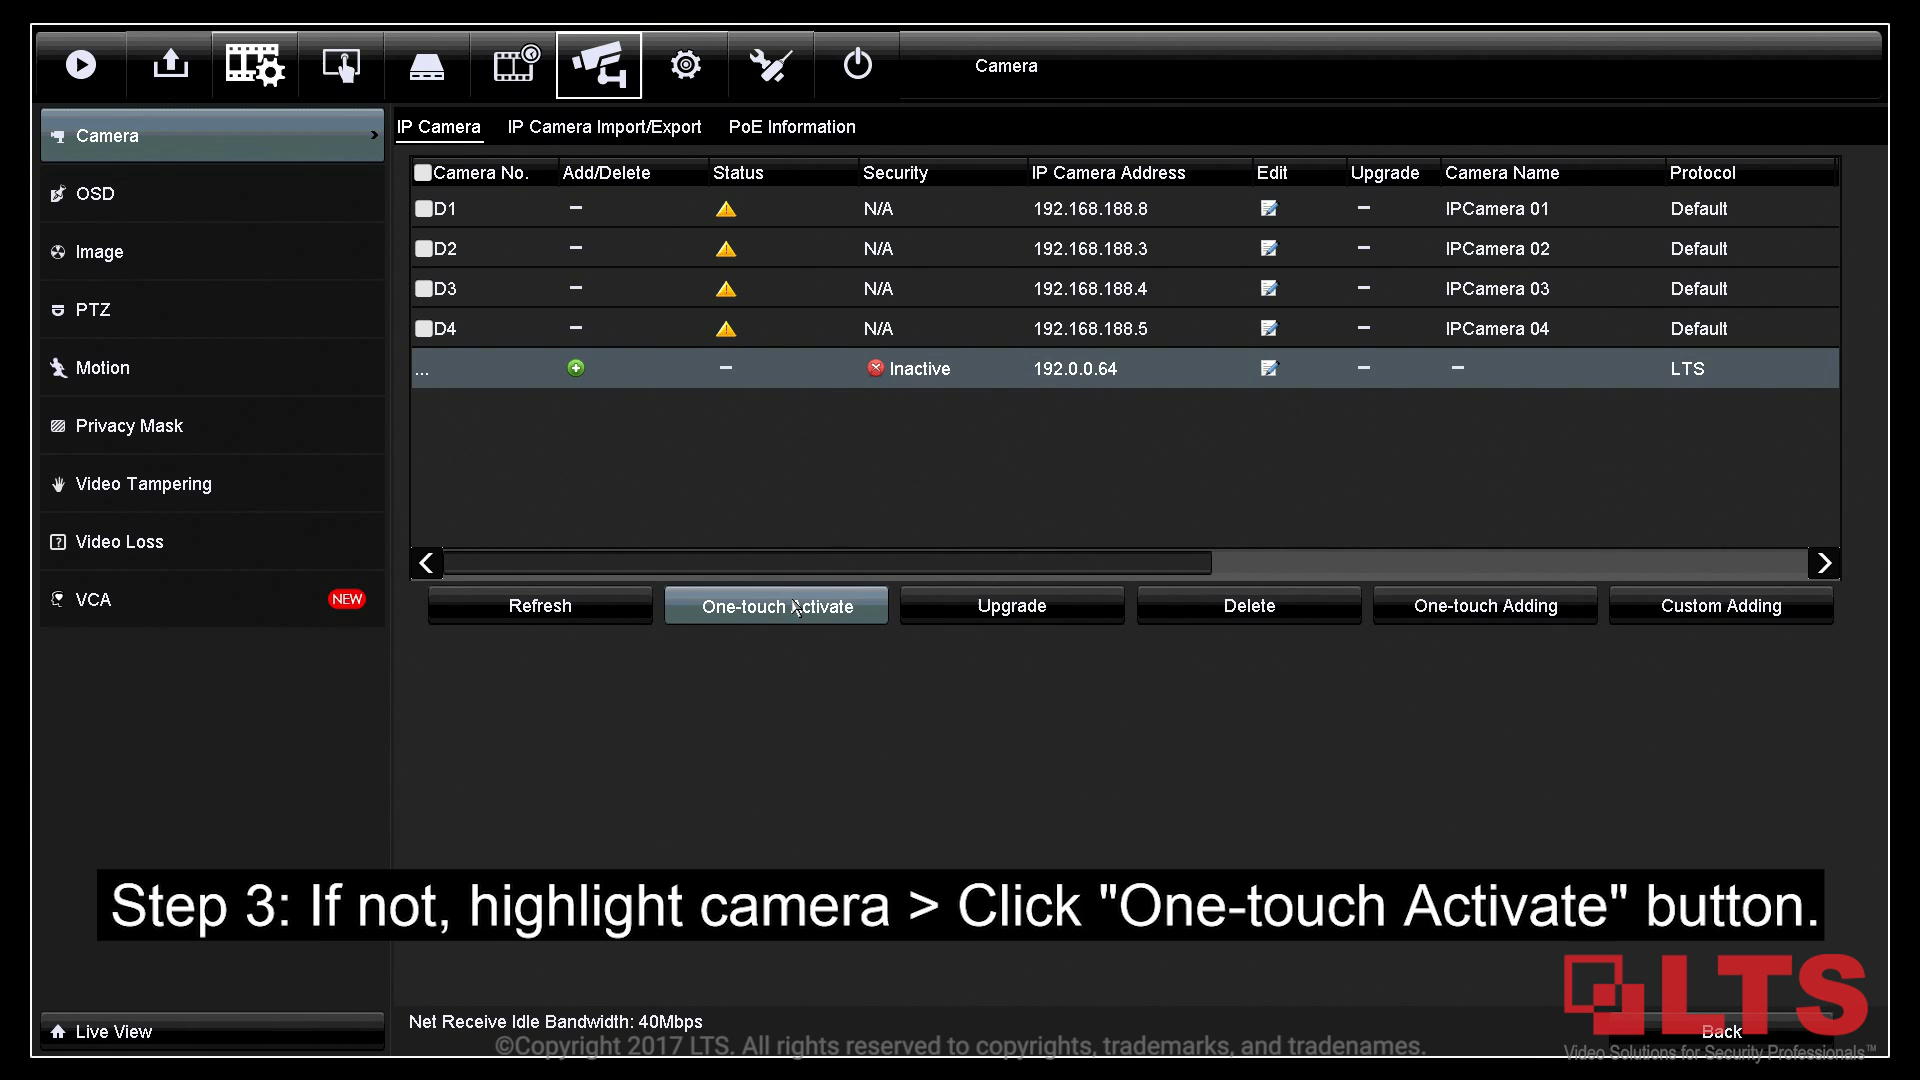 Camera
Camera
OSD
Image
PTZ
Motion
Privacy Mask
Video Tampering
Video Loss
VCA NEW
Live View
IP Camera IP Camera Import/Export PoE Information
Camera No. Add/Delete Status Security IP Camera Address Edit Upgrade Camera Name Protocol
D1 – N/A 192.168.188.8 – IPCamera 01 Default
D2 – N/A 192.168.188.3 – IPCamera 02 Default
D3 – N/A 192.168.188.4 – IPCamera 03 Default
D4 – N/A 192.168.188.5 – IPCamera 04 Default
... – Inactive 192.0.0.64 – – LTS
Refresh One-touch Activate Upgrade Delete One-touch Adding Custom Adding
Step 3: If not, highlight camera > Click "One-touch Activate" button.
LTS
Net Receive Idle Bandwidth: 40Mbps
Back
©Copyright 2017 LTS. All rights reserved to copyrights, trademarks, and tradenames.
Video Solutions for Security Professionals™